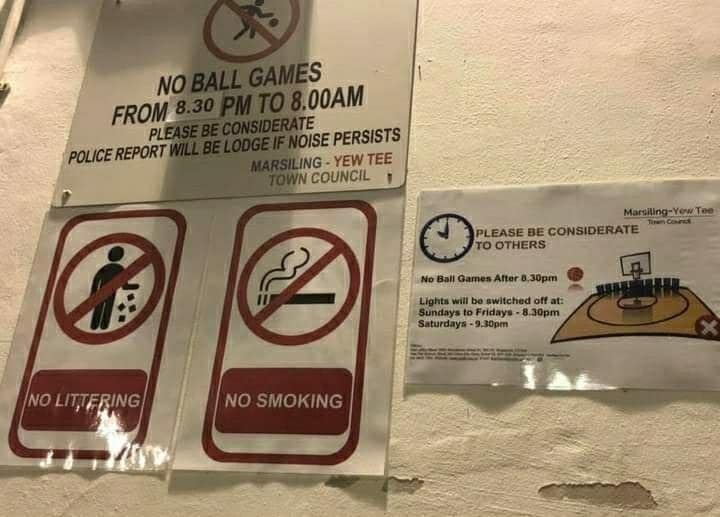 NO BALL GAMES
FROM 8.30 PM TO 8.00AM
PLEASE BE CONSIDERATE
POLICE REPORT WILL BE LODGE IF NOISE PERSISTS
MARSILING - YEW TEE
TOWN COUNCIL
NO LITTERING
NO SMOKING
Marsiling-Yew Tee
Town Council
PLEASE BE CONSIDERATE
TO OTHERS
No Ball Games After 8.30pm
Lights will be switched off at:
Sundays to Fridays - 8.30pm
Saturdays - 9.30pm